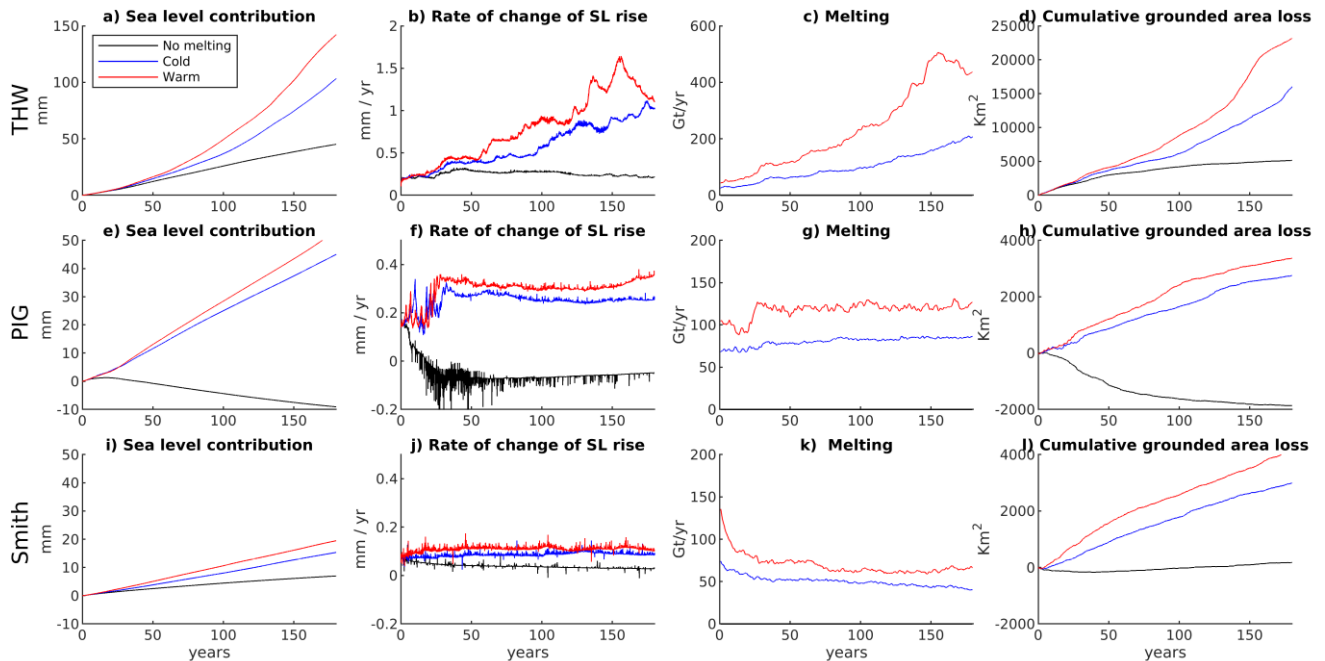 a) Sea level contribution
b) Rate of change of SL rise
c) Melting
d) Cumulative grounded area loss
THW
mm
150
100
50
0
No melting
Cold
Warm
0 50 100 150
mm / yr
2
1.5
1
0.5
0
0 50 100 150
Gt/yr
600
400
200
0
0 50 100 150
Km2
25000
20000
15000
10000
5000
0
0 50 100 150
e) Sea level contribution
f) Rate of change of SL rise
g) Melting
h) Cumulative grounded area loss
PIG
mm
50
40
30
20
10
0
-10
0 50 100 150
mm / yr
0.4
0.2
0
-0.2
0 50 100 150
Gt/yr
200
150
100
50
0
0 50 100 150
Km2
4000
2000
0
-2000
0 50 100 150
i) Sea level contribution
j) Rate of change of SL rise
k) Melting
l) Cumulative grounded area loss
Smith
mm
50
40
30
20
10
0
-10
0 50 100 150
years
mm / yr
0.4
0.2
0
-0.2
0 50 100 150
years
Gt/yr
200
150
100
50
0
0 50 100 150
years
Km2
4000
2000
0
-2000
0 50 100 150
years